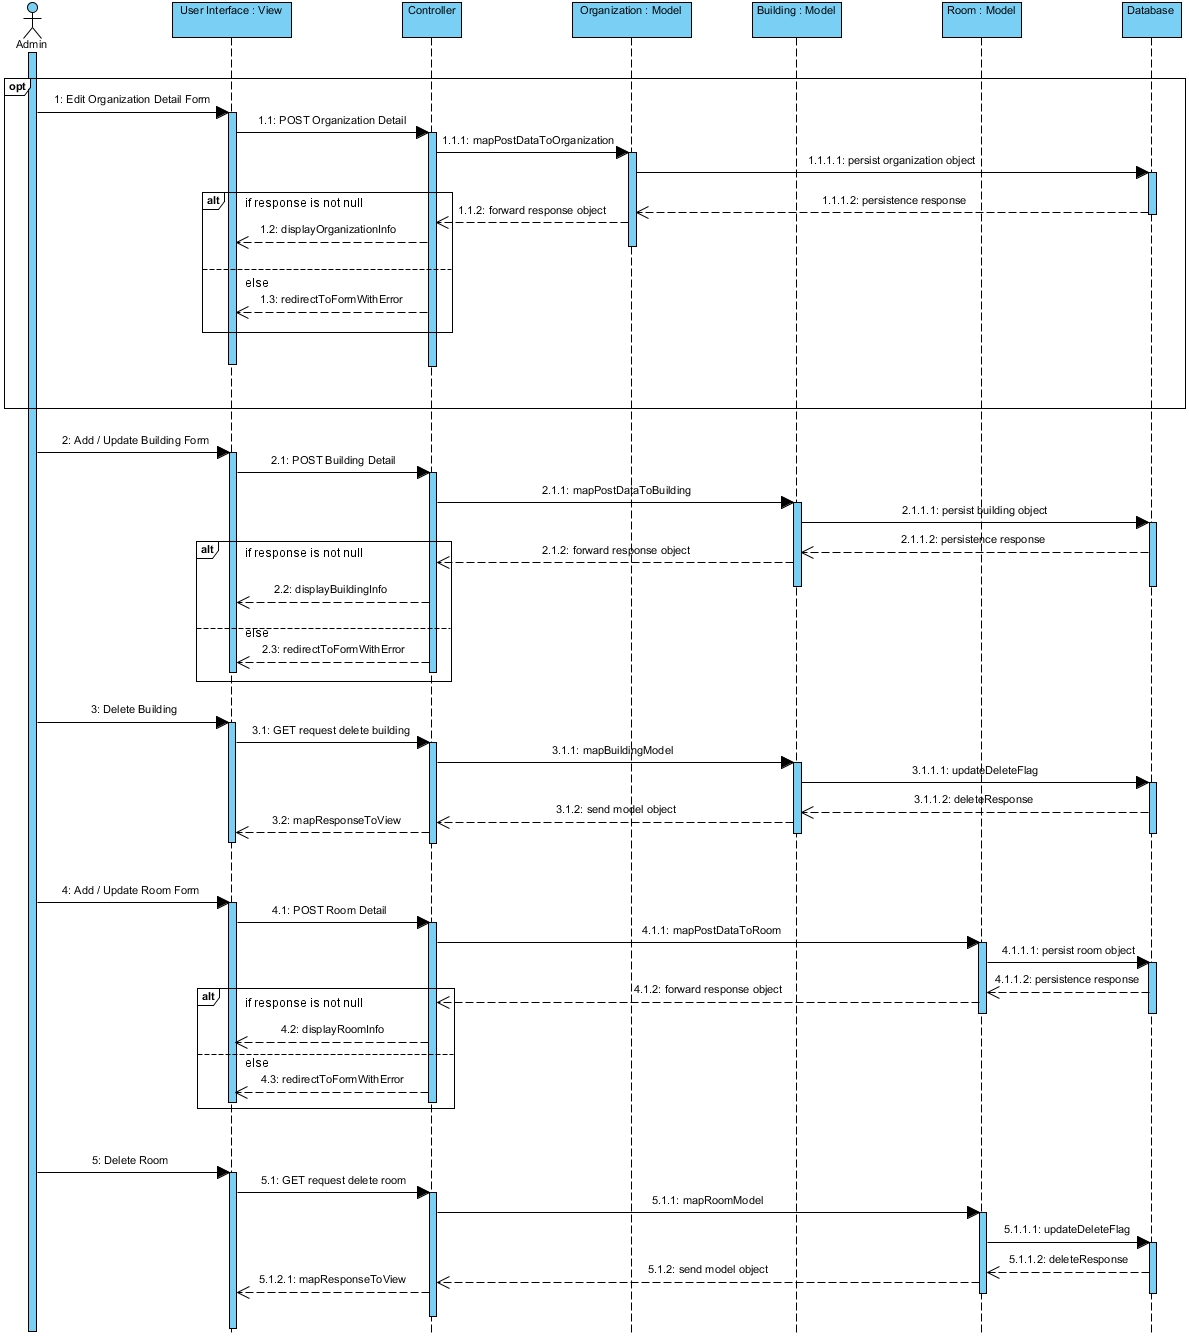 User Interface : View
Controller
Organization : Model
Building : Model
Room : Model
Database
Admin
opt
1: Edit Organization Detail Form
1.1: POST Organization Detail
1.1.1: mapPostDataToOrganization
1.1.1.1: persist organization object
alt
if response is not null
1.1.2: forward response object
1.1.1.2: persistence response
1.2: displayOrganizationInfo
else
1.3: redirectToFormWithError
2: Add / Update Building Form
2.1: POST Building Detail
2.1.1: mapPostDataToBuilding
2.1.1.1: persist building object
alt
if response is not null
2.1.2: forward response object
2.1.1.2: persistence response
2.2: displayBuildingInfo
else
2.3: redirectToFormWithError
3: Delete Building
3.1: GET request delete building
3.1.1: mapBuildingModel
3.1.1.1: updateDeleteFlag
3.1.1.2: deleteResponse
3.1.2: send model object
3.2: mapResponseToView
4: Add / Update Room Form
4.1: POST Room Detail
4.1.1: mapPostDataToRoom
4.1.1.1: persist room object
4.1.1.2: persistence response
alt
if response is not null
4.1.2: forward response object
4.2: displayRoomInfo
else
4.3: redirectToFormWithError
5: Delete Room
5.1: GET request delete room
5.1.1: mapRoomModel
5.1.1.1: updateDeleteFlag
5.1.1.2: deleteResponse
5.1.2: send model object
5.1.2.1: mapResponseToView